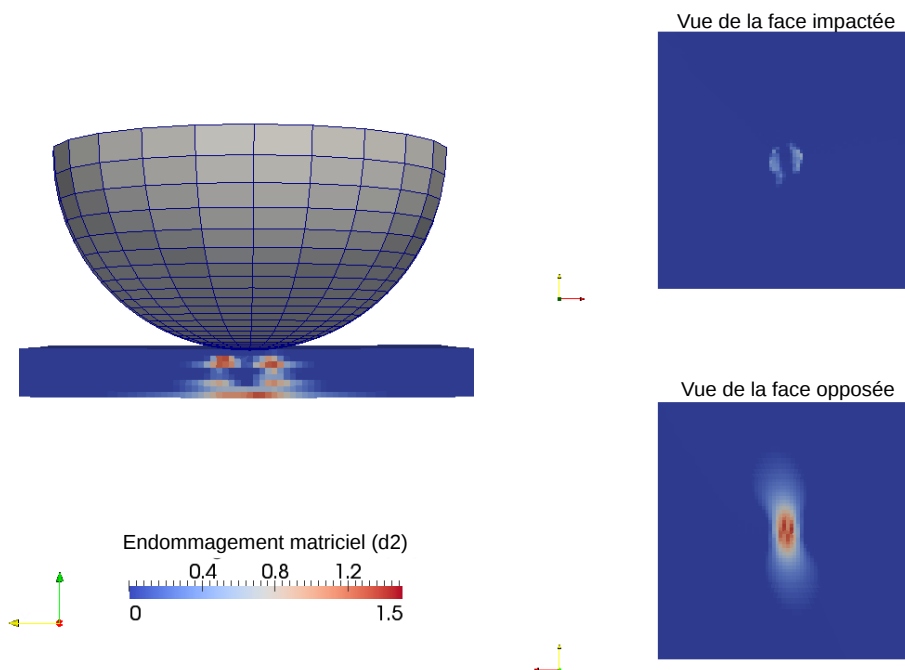 Vue de la face impactée
Vue de la face opposée
Endommagement matriciel (d2)
0.4 0.8 1.2
0 1.5